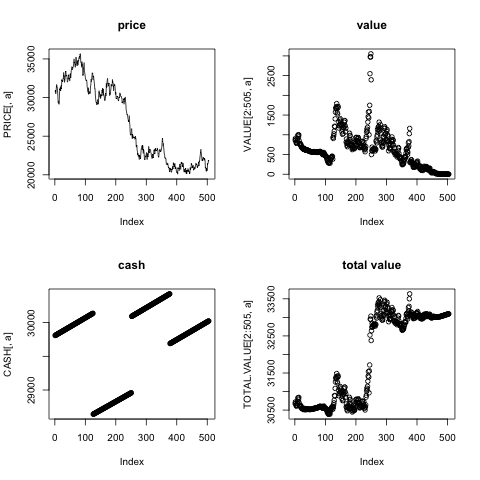 price
PRICE[, a]
35000
30000
25000
20000
0 100 200 300 400 500
Index
value
VALUE[2:505, a]
2500
1500
500
0
0 100 200 300 400 500
Index
cash
CASH[, a]
30000
29000
0 100 200 300 400 500
Index
total value
TOTAL.VALUE[2:505, a]
33500
32500
31500
30500
0 100 200 300 400 500
Index